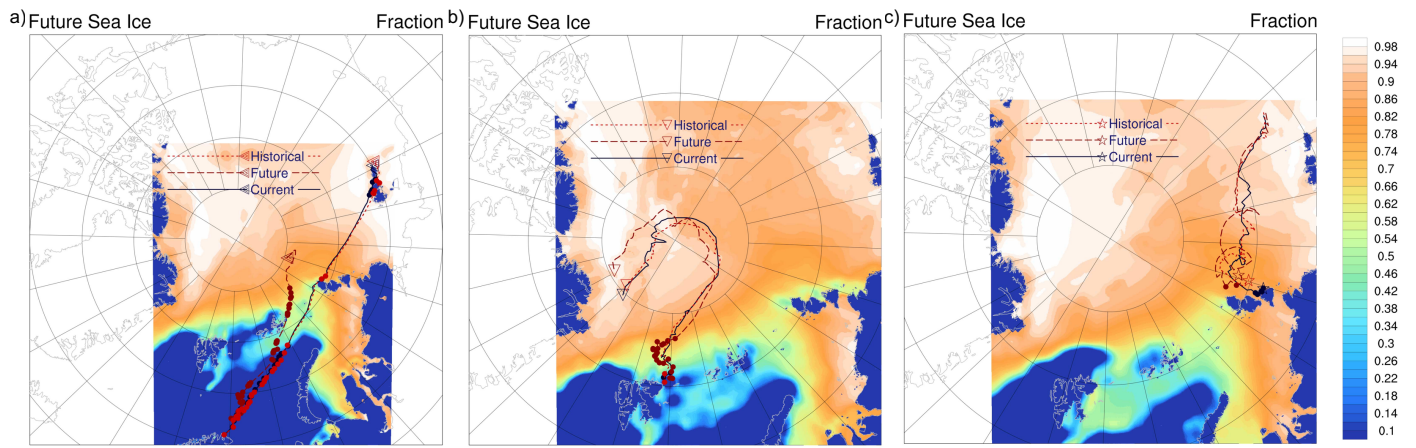 a) Future Sea Ice Fraction
Historical
Future
Current
b) Future Sea Ice Fraction
Historical
Future
Current
c) Future Sea Ice Fraction
Historical
Future
Current
0.98
0.94
0.9
0.86
0.82
0.78
0.74
0.7
0.66
0.62
0.58
0.54
0.5
0.46
0.42
0.38
0.34
0.3
0.26
0.22
0.18
0.14
0.1